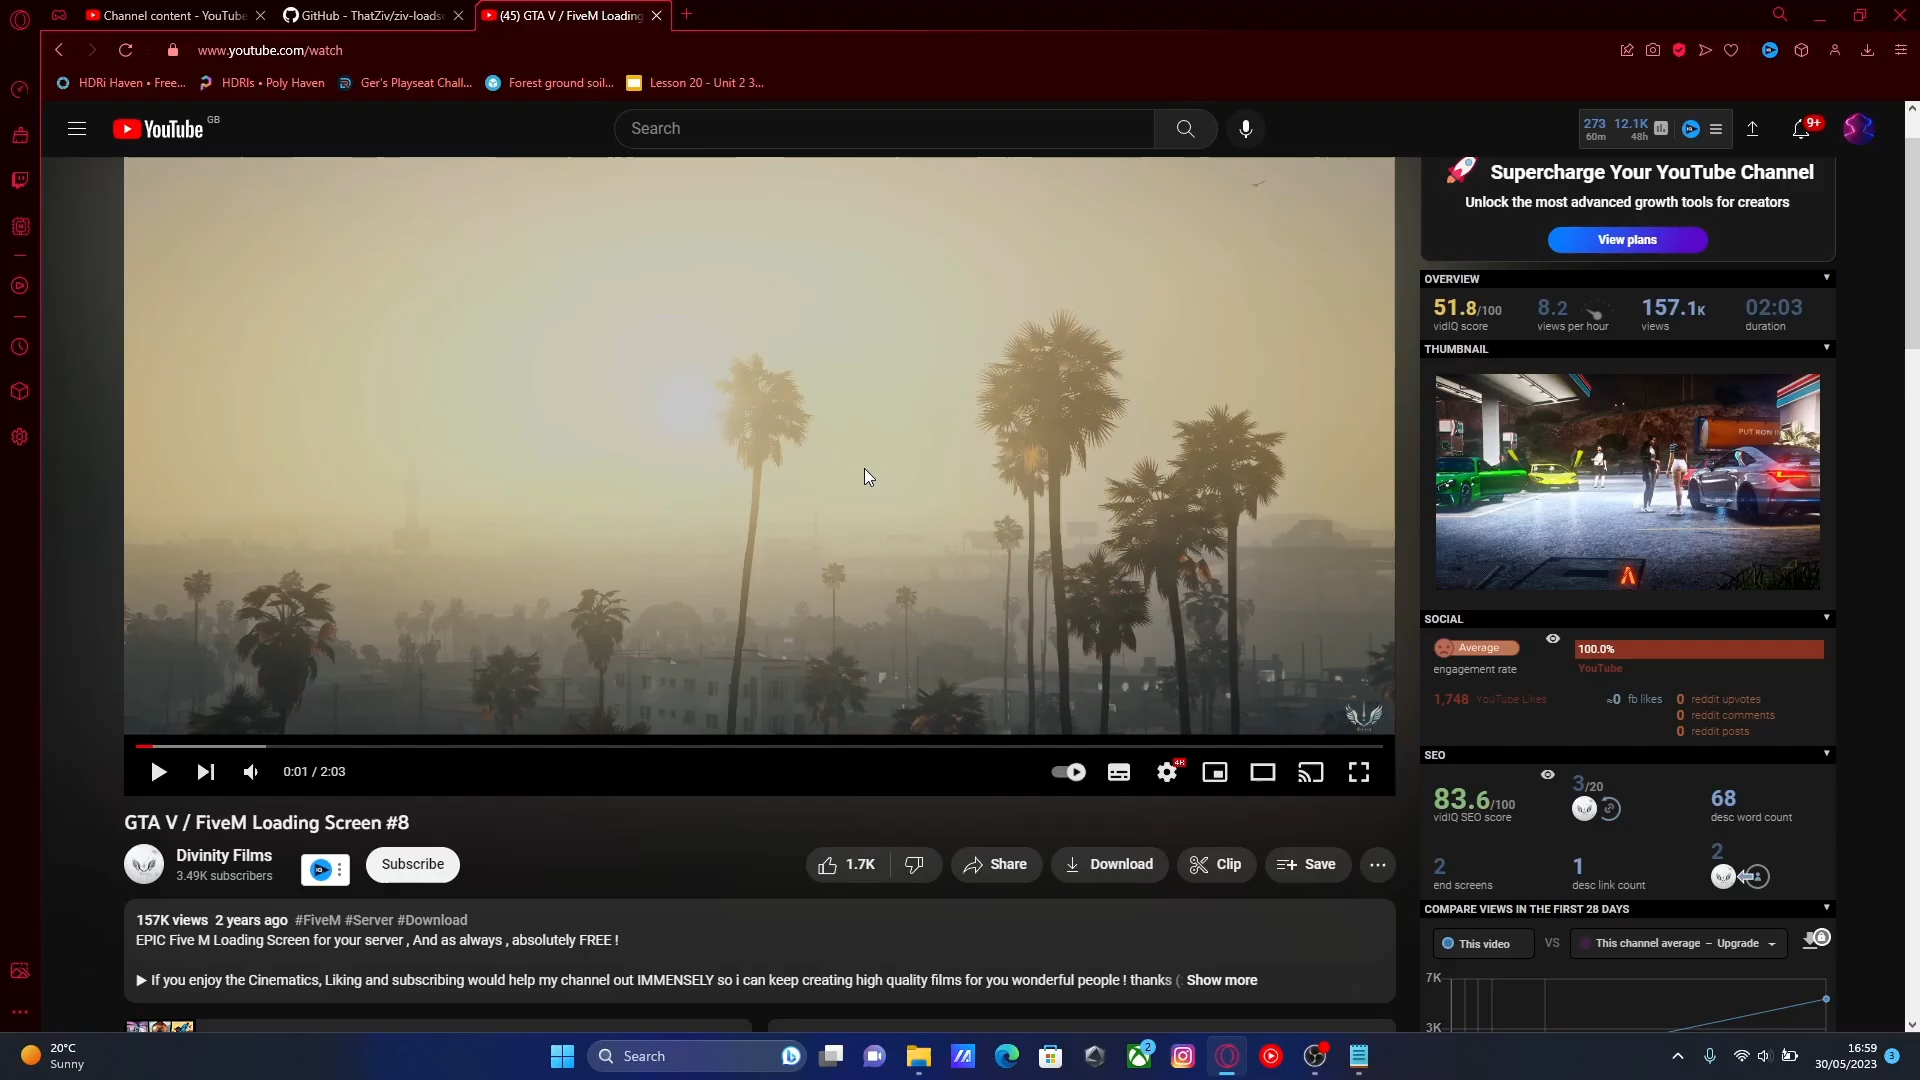 Channel content - YouTube
GitHub - ThatZiv/ziv-loadsc
(45) GTA V / FiveM Loading
www.youtube.com/watch
HDRi Haven • Free...
HDRIs • Poly Haven
Ger's Playseat Chall...
Forest ground soil...
Lesson 20 - Unit 2 3...
YouTube GB
Search
273 12.1K
60m 48h
9+
Supercharge Your YouTube Channel
Unlock the most advanced growth tools for creators
View plans
OVERVIEW
51.8/100 8.2 157.1K 02:03
vidIQ score views per hour views duration
THUMBNAIL
PUT RON
SOCIAL
Average 100.0%
engagement rate YouTube
1,748 YouTube Likes ≈0 fb likes 0 reddit upvotes
0 reddit comments
0 reddit posts
SEO
83.6/100 3/20 68
vidIQ SEO score desc word count
2 1 2
end screens desc link count
COMPARE VIEWS IN THE FIRST 28 DAYS
This video VS This channel average – Upgrade
7K
3K
0:01 / 2:03
4K
GTA V / FiveM Loading Screen #8
Divinity Films
3.49K subscribers
IQ
Subscribe
1.7K
Share
Download
Clip
Save
157K views 2 years ago #FiveM #Server #Download
EPIC Five M Loading Screen for your server , And as always , absolutely FREE !
▶ If you enjoy the Cinematics, Liking and subscribing would help my channel out IMMENSELY so i can keep creating high quality films for you wonderful people ! thanks (: Show more
20°C
Sunny
Search
2
16:59
30/05/2023
3